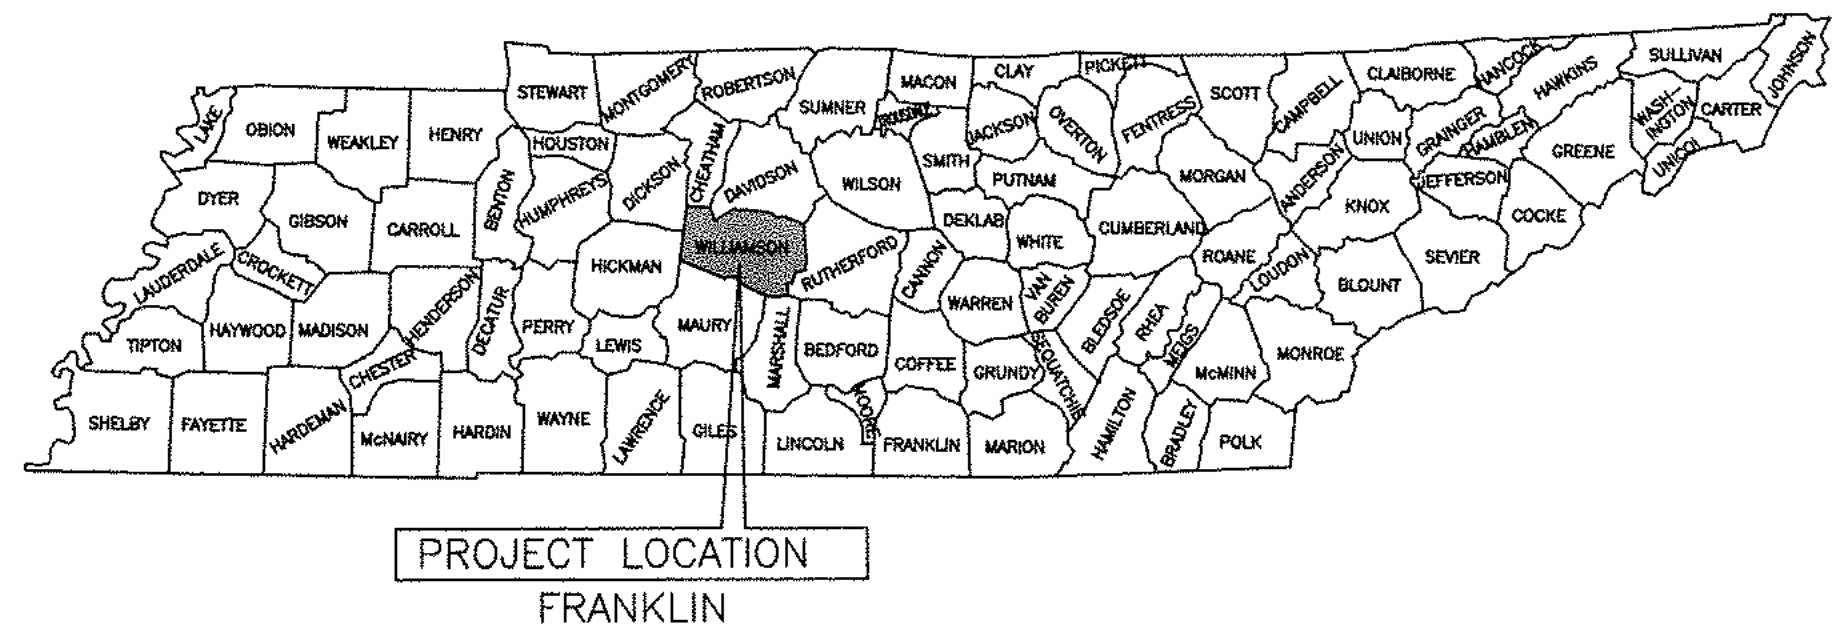 LAKE
OBION
WEAKLEY
HENRY
STEWART
MONTGOMERY
ROBERTSON
SUMNER
MACON
TROUSDALE
CLAY
PICKETT
JACKSON
OVERTON
FENTRESS
SCOTT
CAMPBELL
CLAIBORNE
HANCOCK
HAWKINS
SULLIVAN
JOHNSON
CARTER
WASH-
INGTON
UNICOI
GREENE
HAMBLEN
GRAINGER
UNION
ANDERSON
MORGAN
PUTNAM
SMITH
WILSON
DAVIDSON
CHEATHAM
DICKSON
HOUSTON
HUMPHREYS
BENTON
CARROLL
GIBSON
DYER
LAUDERDALE
CROCKETT
HAYWOOD
MADISON
HENDERSON
DECATUR
PERRY
HICKMAN
WILLIAMSON
RUTHERFORD
CANNON
DEKLAB
WHITE
CUMBERLAND
ROANE
LOUDON
KNOX
JEFFERSON
COCKE
SEVIER
BLOUNT
MONROE
McMINN
MEIGS
RHEA
BLEDSOE
VAN
BUREN
WARREN
COFFEE
BEDFORD
MARSHALL
MAURY
LEWIS
TIPTON
CHESTER
SHELBY
FAYETTE
HARDEMAN
McNAIRY
HARDIN
WAYNE
LAWRENCE
GILES
LINCOLN
MOORE
FRANKLIN
GRUNDY
SEQUATCHIE
MARION
HAMILTON
BRADLEY
POLK
PROJECT LOCATION
FRANKLIN